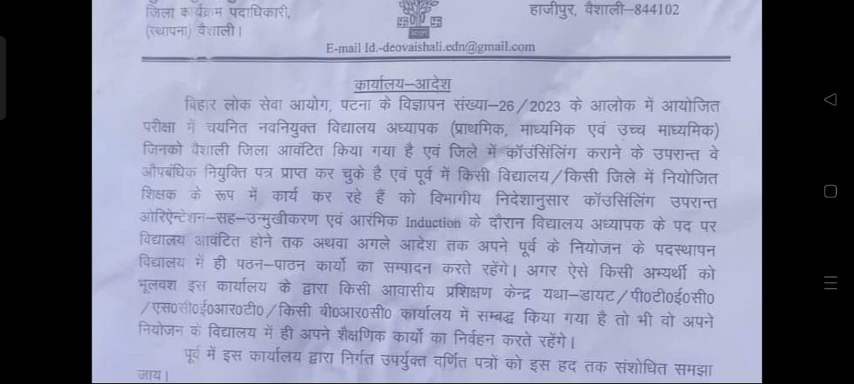 जिला कार्यक्रम पदाधिकारी,
(स्थापना) वैशाली।
हाजीपुर, वैशाली–844102
E-mail Id.-deovaishali.edn@gmail.com
कार्यालय–आदेश
बिहार लोक सेवा आयोग, पटना के विज्ञापन संख्या–26/2023 के आलोक में आयोजित
परीक्षा में चयनित नवनियुक्त विद्यालय अध्यापक (प्राथमिक, माध्यमिक एवं उच्च माध्यमिक)
जिनको वैशाली जिला आवंटित किया गया है एवं जिले में कॉउंसिलिंग कराने के उपरान्त वे
औपबंधिक नियुक्ति पत्र प्राप्त कर चुके है एवं पूर्व में किसी विद्यालय/किसी जिले में नियोजित
शिक्षक के रूप में कार्य कर रहे हैं को विभागीय निदेशानुसार कॉउंसिलिंग उपरान्त
ओरिऐन्टेशन–सह–उन्मुखीकरण एवं आरंभिक Induction के दौरान विद्यालय अध्यापक के पद पर
विद्यालय आवंटित होने तक अथवा अगले आदेश तक अपने पूर्व के नियोजन के पदस्थापन
विद्यालय में ही पठन–पाठन कार्यो का सम्पादन करते रहेंगे। अगर ऐसे किसी अभ्यर्थी को
भूलवश इस कार्यालय के द्वारा किसी आवासीय प्रशिक्षण केन्द्र यथा–डायट/पी0टी0ई0सी0
/एस0सी0ई0आर0टी0/किसी बी0आर0सी0 कार्यालय में सम्बद्ध किया गया है तो भी वो अपने
नियोजन के विद्यालय में ही अपने शैक्षणिक कार्यो का निर्वहन करते रहेंगे।
पूर्व में इस कार्यालय द्वारा निर्गत उपर्युक्त वर्णित पत्रों को इस हद तक संशोधित समझा
जाय।